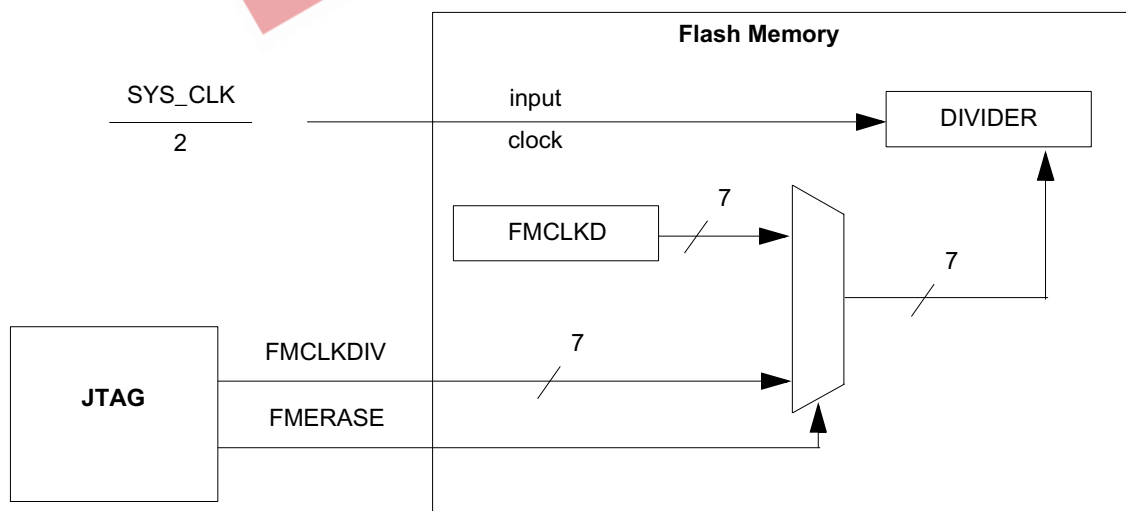 Flash Memory
SYS_CLK
2
input
clock
DIVIDER
7
FMCLKD
7
FMCLKDIV
7
JTAG
FMERASE